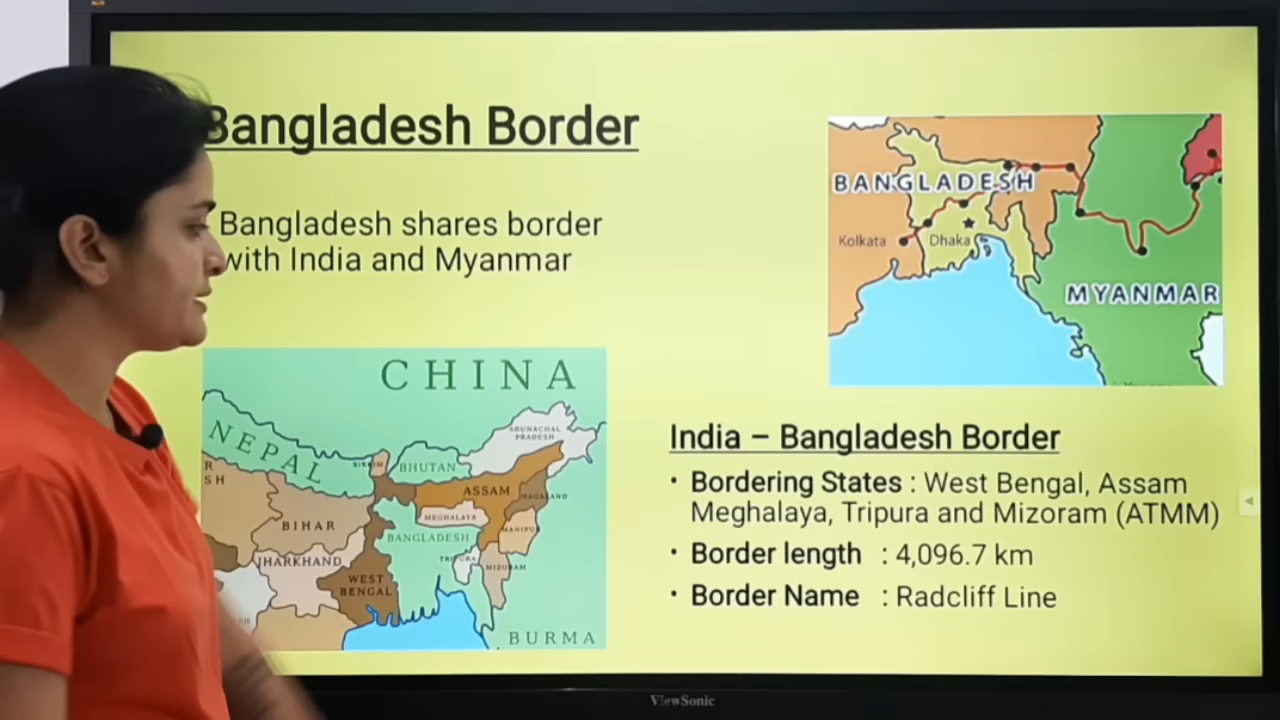 Bangladesh Border
Bangladesh shares border
with India and Myanmar
BANGLADESH
Kolkata
Dhaka
MYANMAR
CHINA
NEPAL
R
SH
SIKKIM
BHUTAN
ARUNACHAL
PRADESH
ASSAM
NAGALAND
BIHAR
MEGHALAYA
MANIPUR
BANGLADESH
JHARKHAND
TRIPURA
MIZORAM
WEST
BENGAL
BURMA
India – Bangladesh Border
• Bordering States : West Bengal, Assam
Meghalaya, Tripura and Mizoram (ATMM)
• Border length : 4,096.7 km
• Border Name : Radcliff Line
ViewSonic